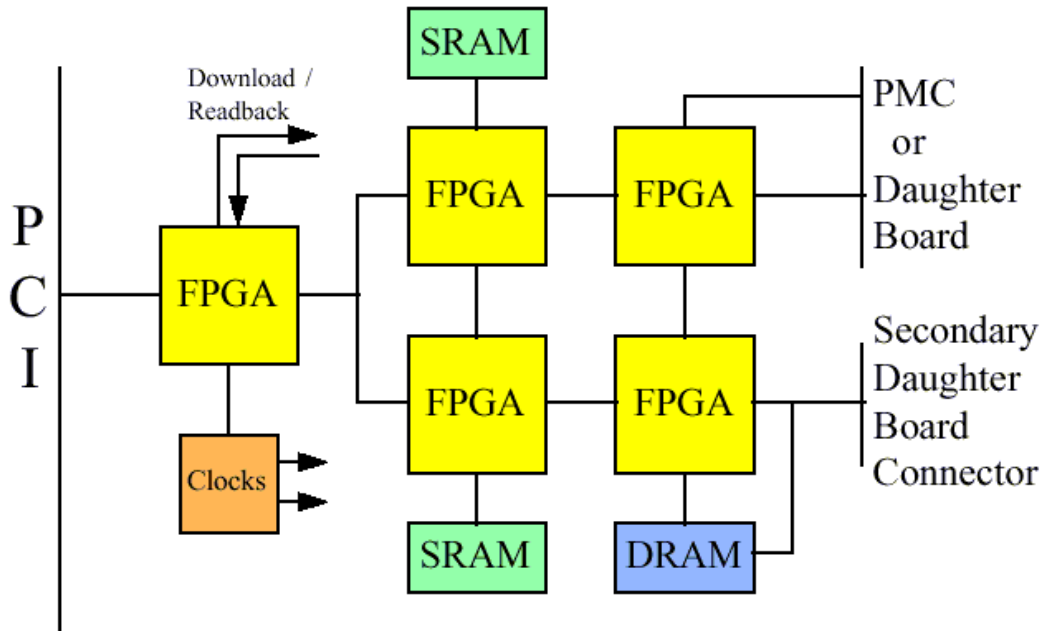 SRAM
Download /
Readback
PMC
or
Daughter
Board
FPGA
FPGA
P
C
I
FPGA
Secondary
Daughter
Board
Connector
FPGA
FPGA
Clocks
SRAM
DRAM